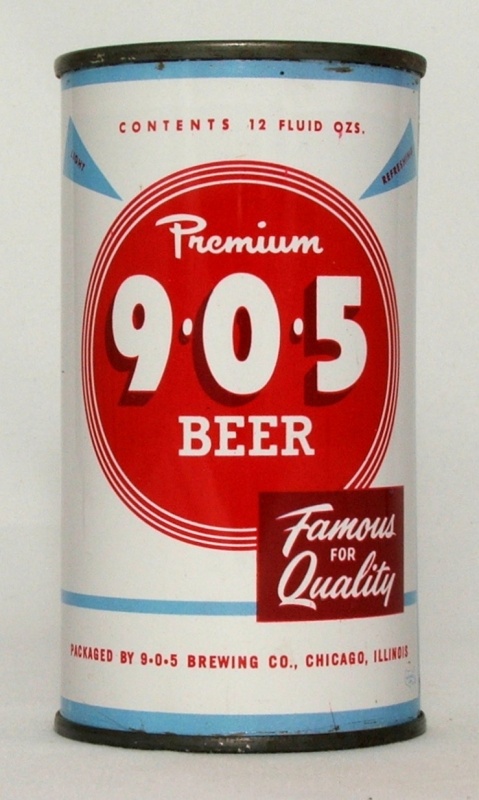 CONTENTS 12 FLUID OZS.
LIGHT
REFRESHING
Premium
9·0·5
BEER
Famous
FOR
Quality
PACKAGED BY 9·0·5 BREWING CO., CHICAGO, ILLINOIS